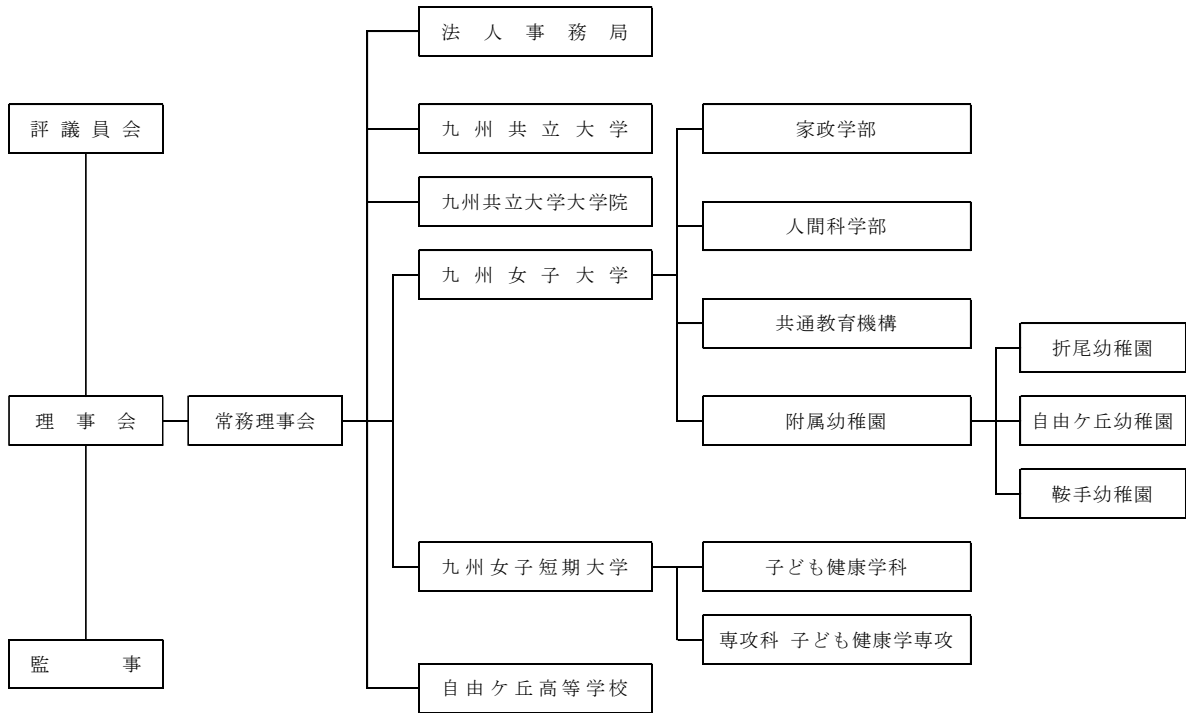 評議員会
理事会
監事
常務理事会
法人事務局
九州共立大学
九州共立大学大学院
九州女子大学
家政学部
人間科学部
共通教育機構
附属幼稚園
折尾幼稚園
自由ケ丘幼稚園
鞍手幼稚園
九州女子短期大学
子ども健康学科
専攻科 子ども健康学専攻
自由ケ丘高等学校